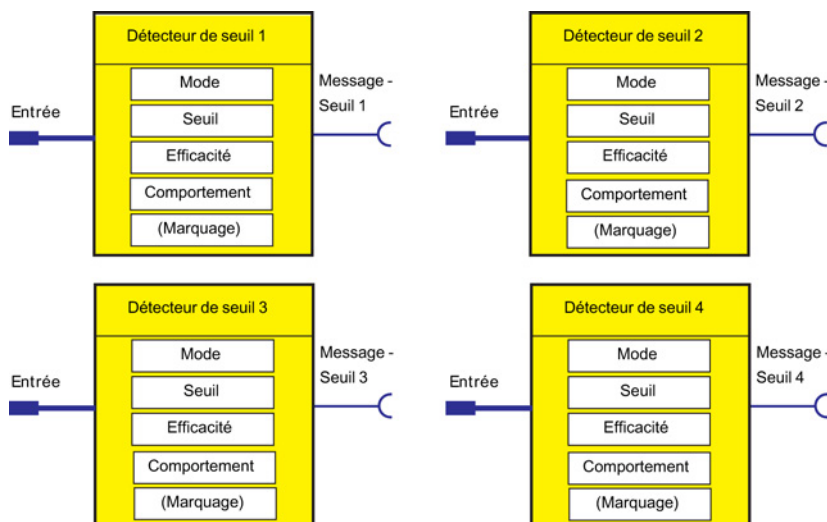 Détecteur de seuil 1
Mode
Seuil
Efficacité
Comportement
(Marquage)
Entrée
Message -
Seuil 1
Détecteur de seuil 2
Mode
Seuil
Efficacité
Comportement
(Marquage)
Entrée
Message -
Seuil 2
Détecteur de seuil 3
Mode
Seuil
Efficacité
Comportement
(Marquage)
Entrée
Message -
Seuil 3
Détecteur de seuil 4
Mode
Seuil
Efficacité
Comportement
(Marquage)
Entrée
Message -
Seuil 4